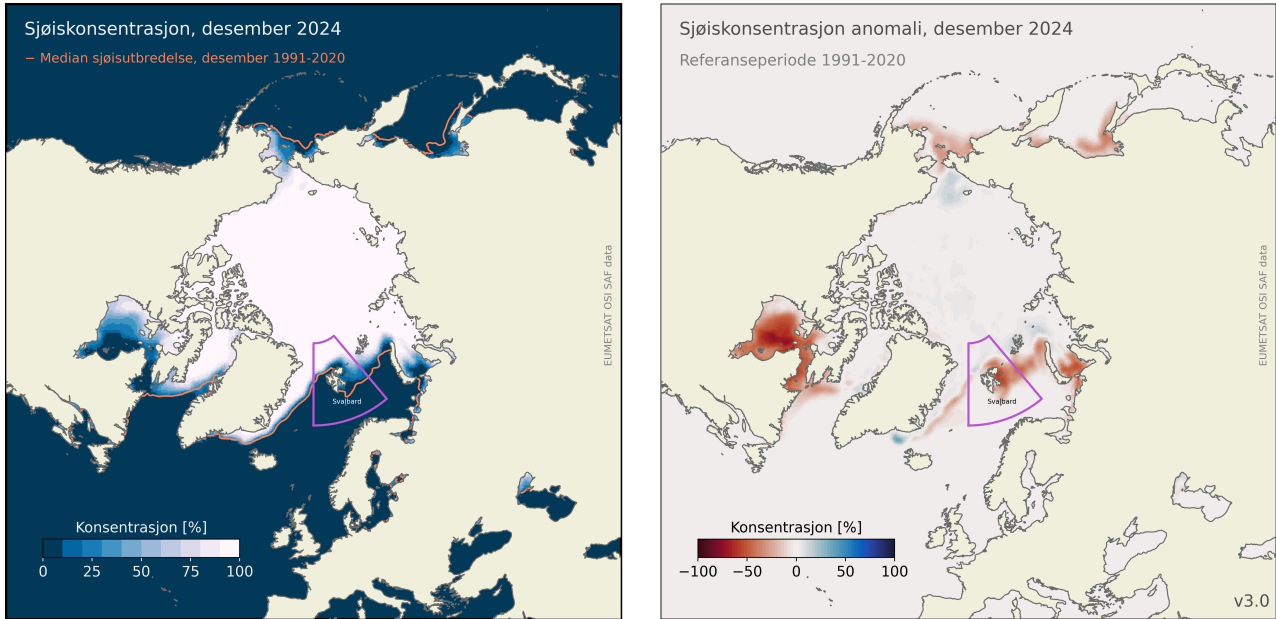 Sjøiskonsentrasjon, desember 2024
− Median sjøisutbredelse, desember 1991-2020
EUMETSAT OSI SAF data
Svalbard
Konsentrasjon [%]
0 25 50 75 100
Sjøiskonsentrasjon anomali, desember 2024
Referanseperiode 1991-2020
EUMETSAT OSI SAF data
Svalbard
Konsentrasjon [%]
−100 −50 0 50 100
v3.0